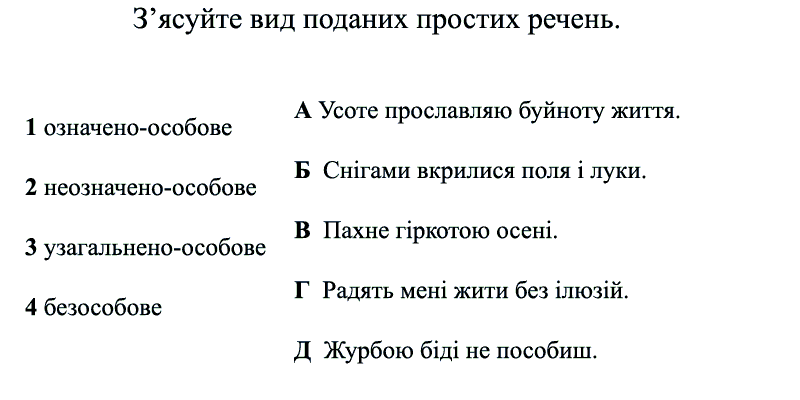 З’ясуйте вид поданих простих речень.
1 означено-особове
2 неозначено-особове
3 узагальнено-особове
4 безособове
А Усоте прославляю буйноту життя.
Б Снігами вкрилися поля і луки.
В Пахне гіркотою осені.
Г Радять мені жити без ілюзій.
Д Журбою біді не пособиш.